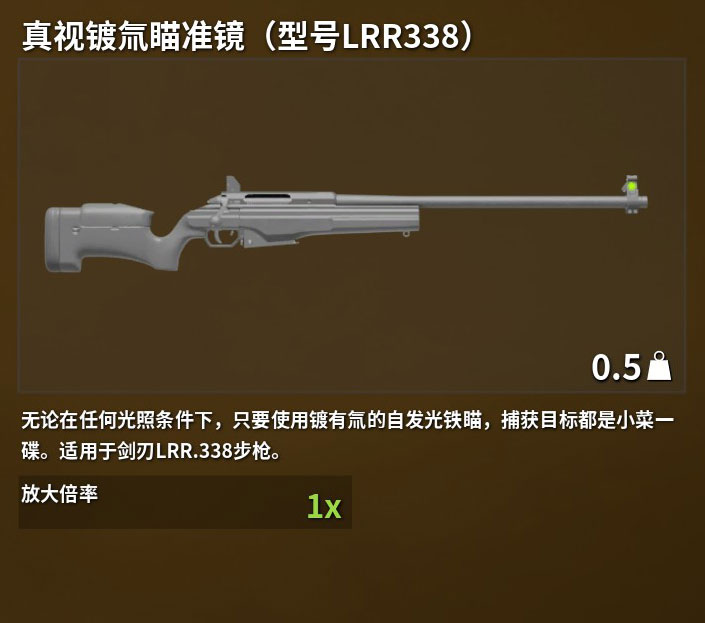 真视镀氚瞄准镜（型号LRR338）
0.5
无论在任何光照条件下，只要使用镀有氚的自发光铁瞄，捕获目标都是小菜一
碟。适用于剑刃LRR.338步枪。
放大倍率
1x